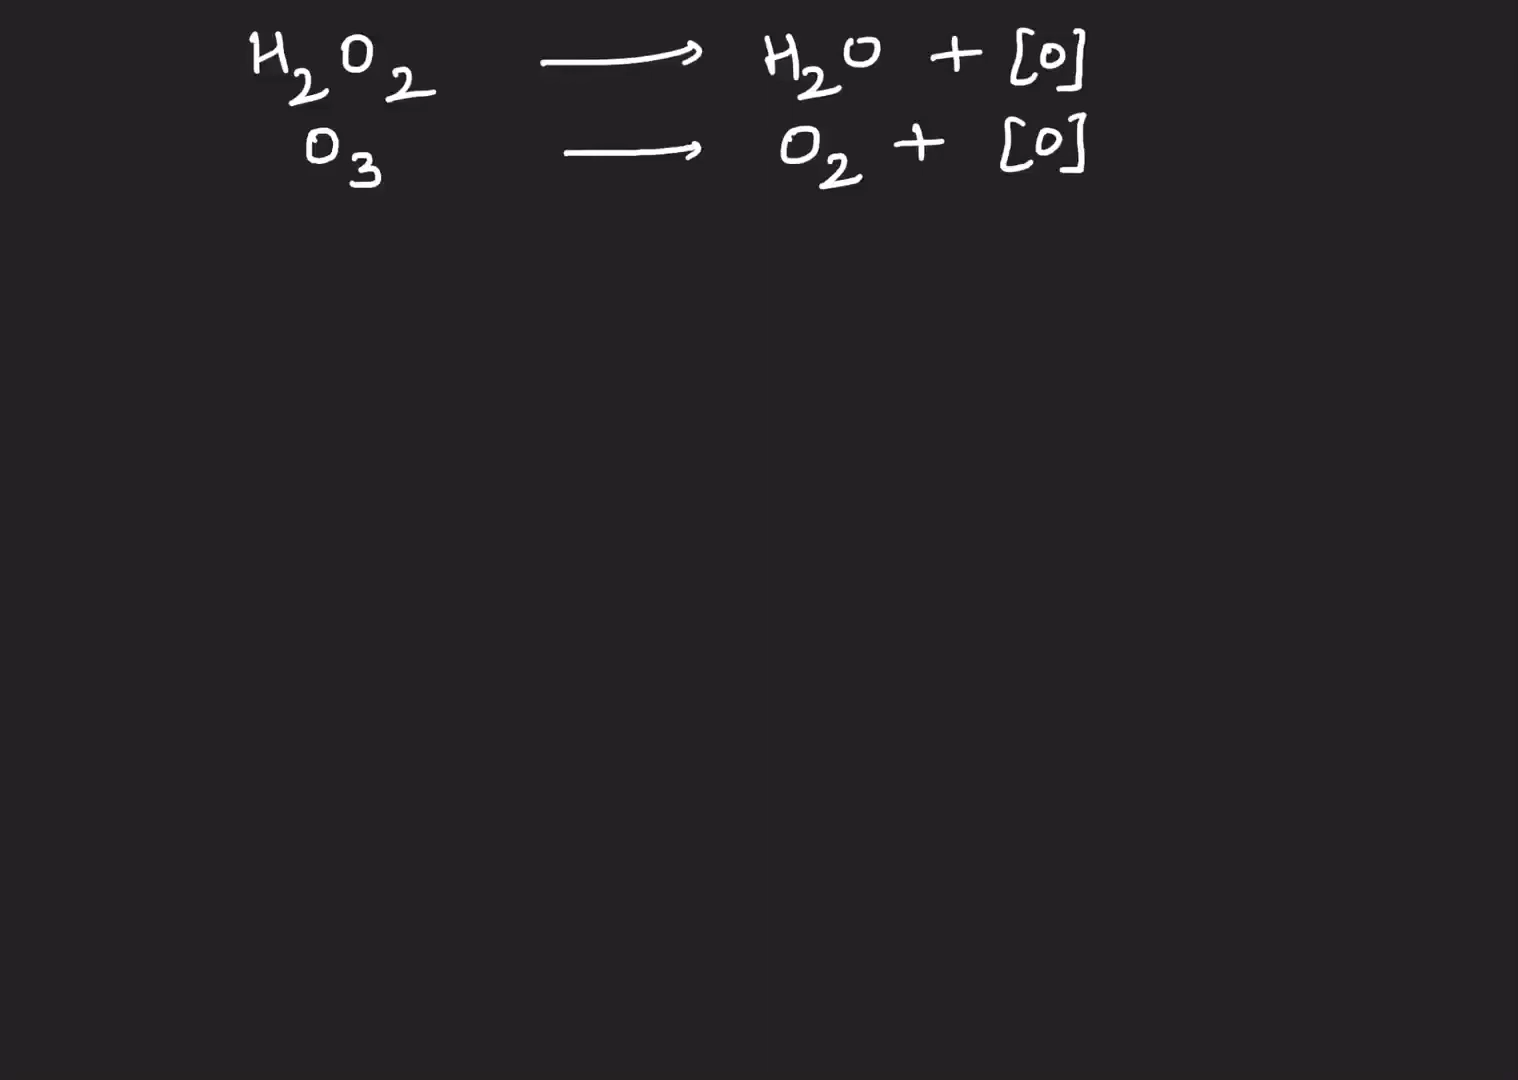 H₂O₂ ⟶ H₂O + [O]
O₃ ⟶ O₂ + [O]